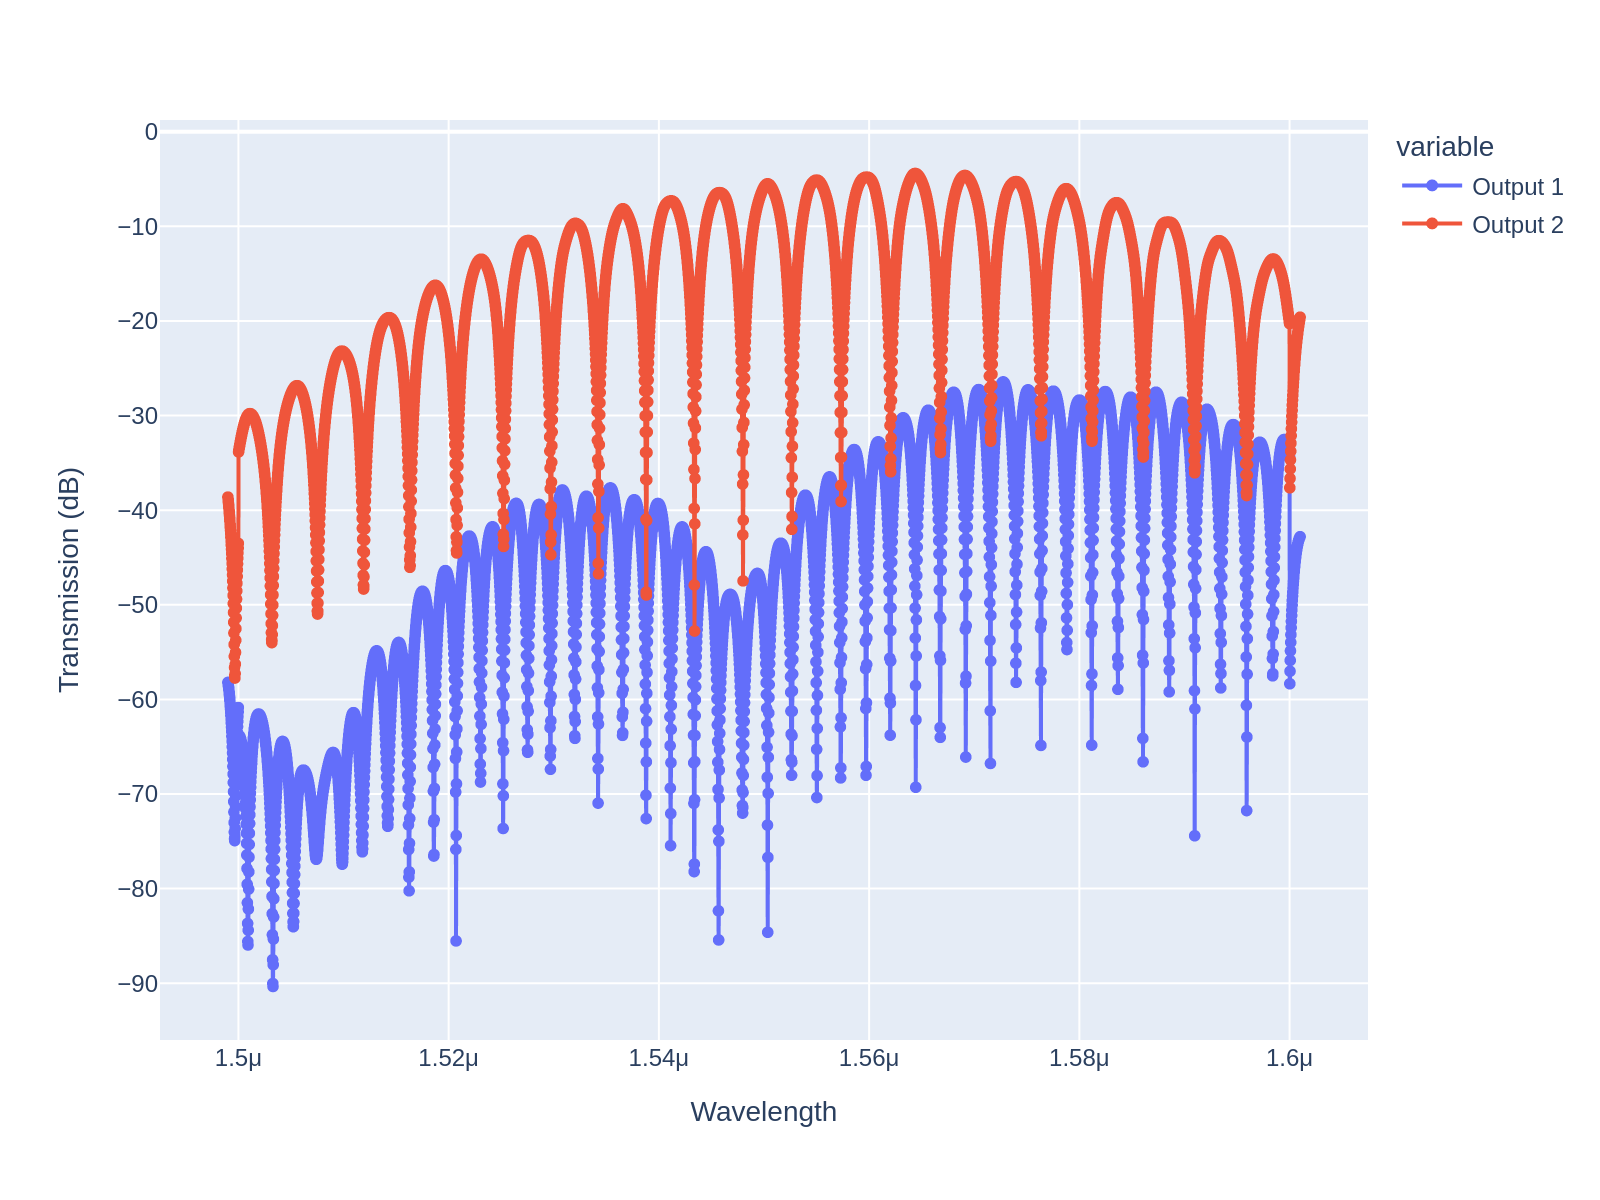 variable
Output 1
Output 2
Transmission (dB)
0
−10
−20
−30
−40
−50
−60
−70
−80
−90
1.5μ
1.52μ
1.54μ
1.56μ
1.58μ
1.6μ
Wavelength